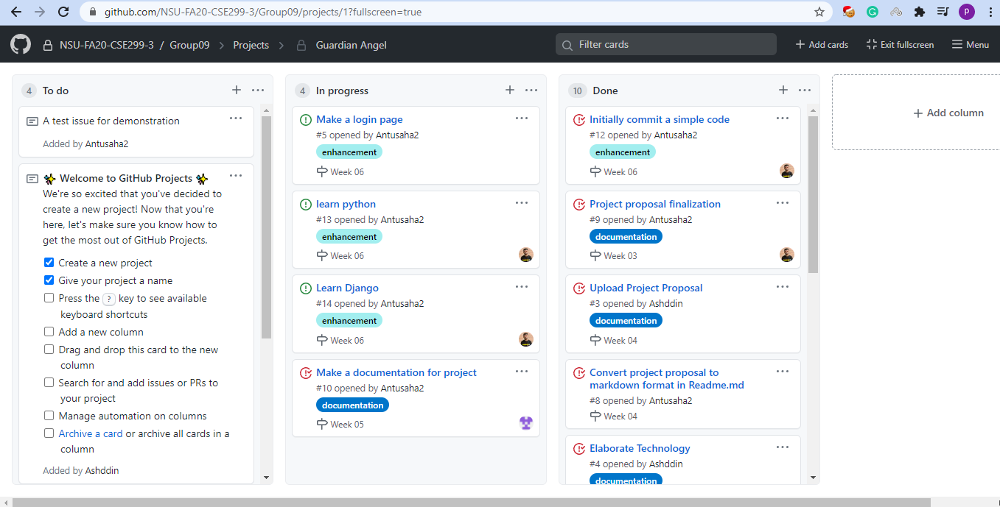 github.com/NSU-FA20-CSE299-3/Group09/projects/1?fullscreen=true
P
NSU-FA20-CSE299-3 / Group09 > Projects > Guardian Angel
Filter cards
+ Add cards
Exit fullscreen
Menu
4 To do
A test issue for demonstration
Added by Antusaha2
✨ Welcome to GitHub Projects ✨
We're so excited that you've decided to
create a new project! Now that you're
here, let's make sure you know how to
get the most out of GitHub Projects.
Create a new project
Give your project a name
Press the ? key to see available
keyboard shortcuts
Add a new column
Drag and drop this card to the new
column
Search for and add issues or PRs to
your project
Manage automation on columns
Archive a card or archive all cards in a
column
Added by Ashddin
4 In progress
Make a login page
#5 opened by Antusaha2
enhancement
Week 06
learn python
#13 opened by Antusaha2
enhancement
Week 06
Learn Django
#14 opened by Antusaha2
enhancement
Week 06
Make a documentation for project
#10 opened by Antusaha2
documentation
Week 05
10 Done
Initially commit a simple code
#12 opened by Antusaha2
enhancement
Week 06
Project proposal finalization
#9 opened by Antusaha2
documentation
Week 03
Upload Project Proposal
#3 opened by Ashddin
documentation
Week 04
Convert project proposal to
markdown format in Readme.md
#8 opened by Antusaha2
Week 04
Elaborate Technology
#4 opened by Ashddin
documentation
+ Add column